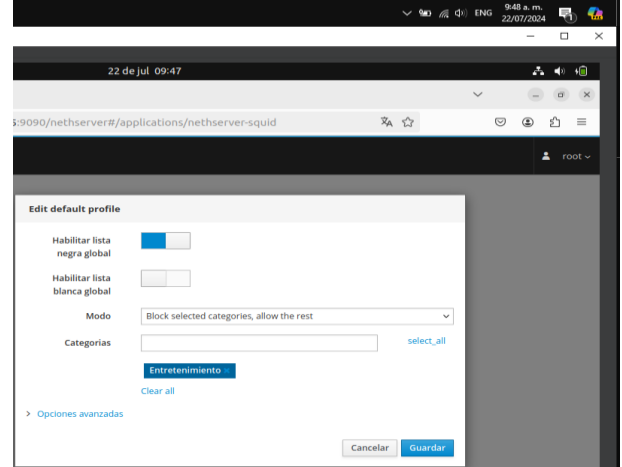 9:48 a. m.
ENG
22/07/2024
22 de jul 09:47
:9090/nethserver#/applications/nethserver-squid
root
Edit default profile
Habilitar lista negra global
Habilitar lista blanca global
Modo
Block selected categories, allow the rest
Categorias
select_all
Entretenimiento ×
Clear all
> Opciones avanzadas
Cancelar
Guardar